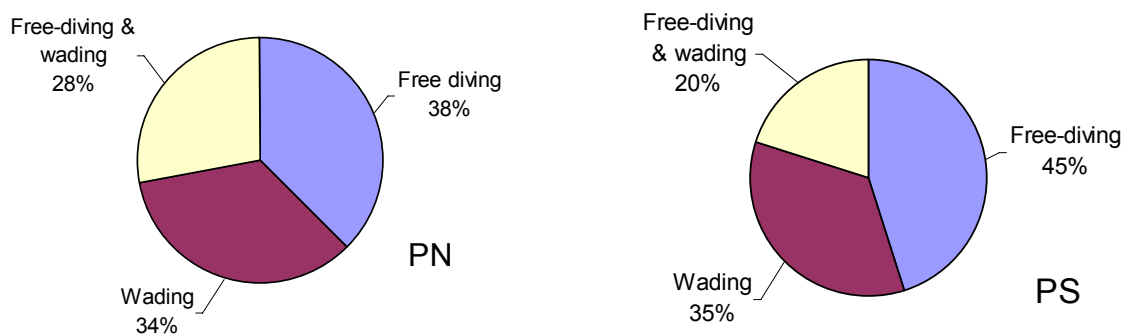 Free-diving &
wading
28%
Free diving
38%
Wading
34%
PN
Free-diving
& wading
20%
Free-diving
45%
Wading
35%
PS